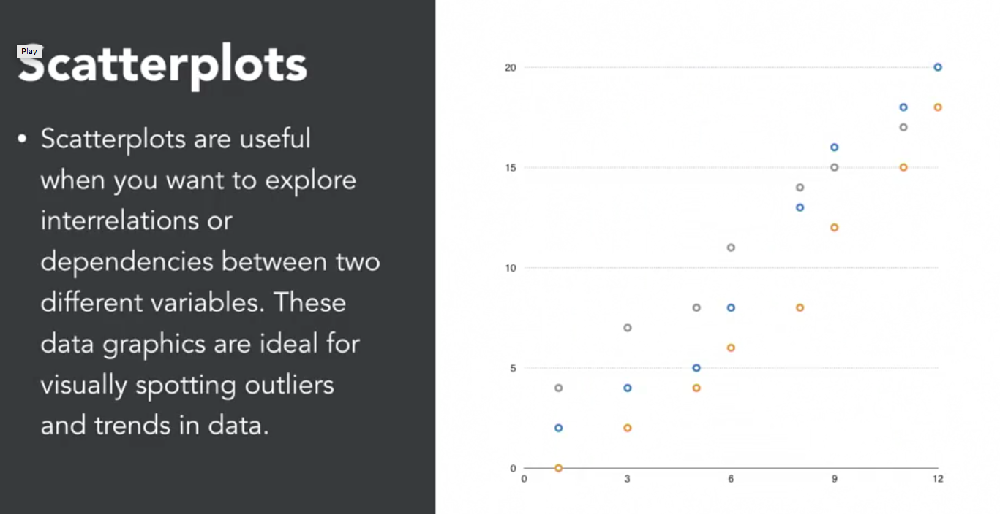 Play
Scatterplots
• Scatterplots are useful
when you want to explore
interrelations or
dependencies between two
different variables. These
data graphics are ideal for
visually spotting outliers
and trends in data.
20
15
10
5
0
0 3 6 9 12